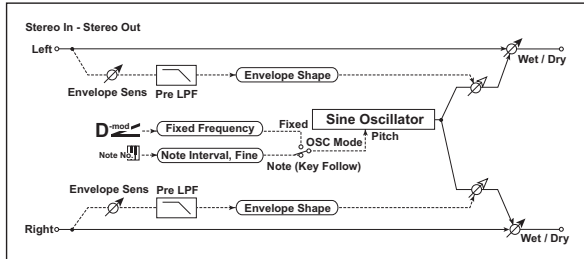 Stereo In - Stereo Out
Left
Wet / Dry
Envelope Sens Pre LPF
Envelope Shape
D-mod
Fixed Frequency
Fixed
Sine Oscillator
OSC Mode
Pitch
Note No.
Note Interval, Fine
Note (Key Follow)
Envelope Sens Pre LPF
Envelope Shape
Right
Wet / Dry